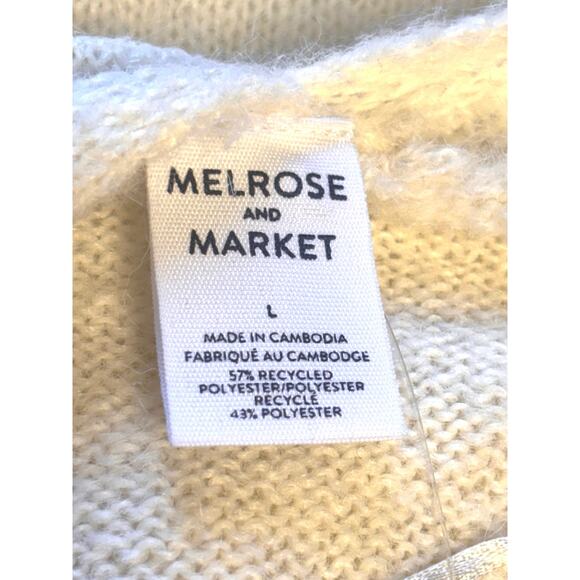 MELROSE
AND
MARKET
L
MADE IN CAMBODIA
FABRIQUÉ AU CAMBODGE
57% RECYCLED
POLYESTER/POLYESTER
RECYCLÉ
43% POLYESTER